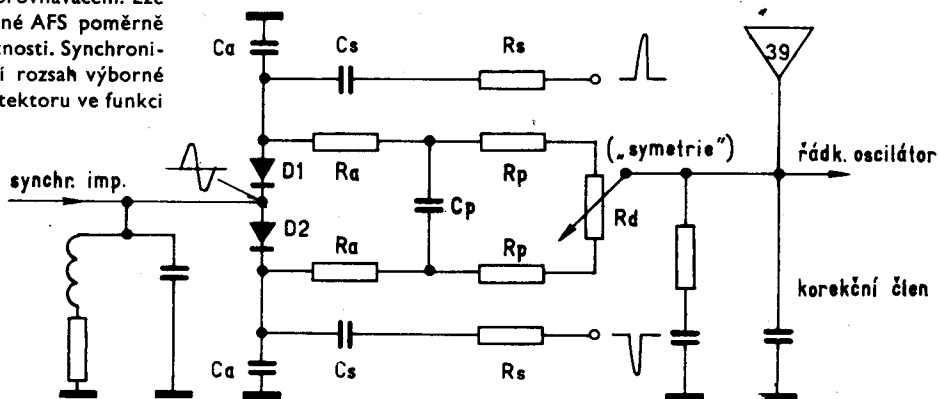 né AFS poměrně
tnosti. Synchroni-
í rozsah výborné
tektoru ve funkci
Ca
Cs
Rs
39
Ra
Rp
(„symetrie")
řádk. oscilátor
synchr. imp.
D1
Cp
Rd
D2
Ra
Rp
korekční člen
Ca
Cs
Rs